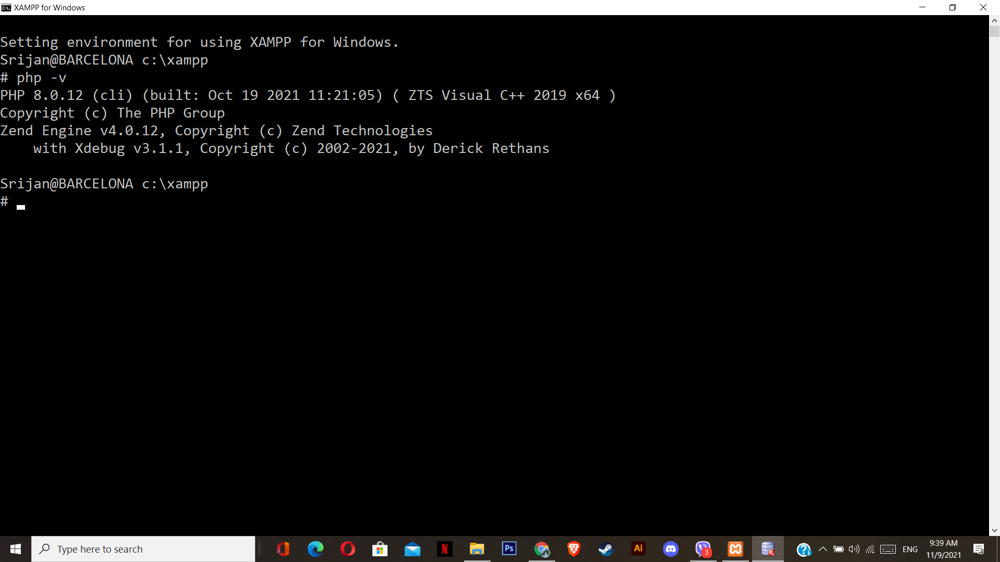 XAMPP for Windows
Setting environment for using XAMPP for Windows.
Srijan@BARCELONA c:\xampp
# php -v
PHP 8.0.12 (cli) (built: Oct 19 2021 11:21:05) ( ZTS Visual C++ 2019 x64 )
Copyright (c) The PHP Group
Zend Engine v4.0.12, Copyright (c) Zend Technologies
    with Xdebug v3.1.1, Copyright (c) 2002-2021, by Derick Rethans
Srijan@BARCELONA c:\xampp
#
Type here to search
N
Ps
Ai
3
ENG
9:39 AM
11/9/2021